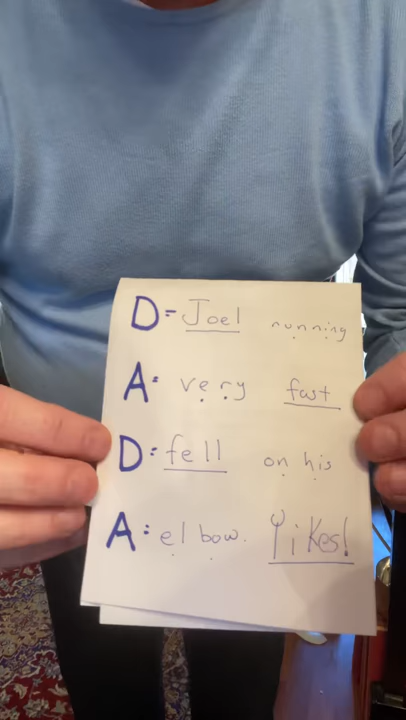 D= Joel running
A: very fast
D: fell on his
A: elbow. Yikes!